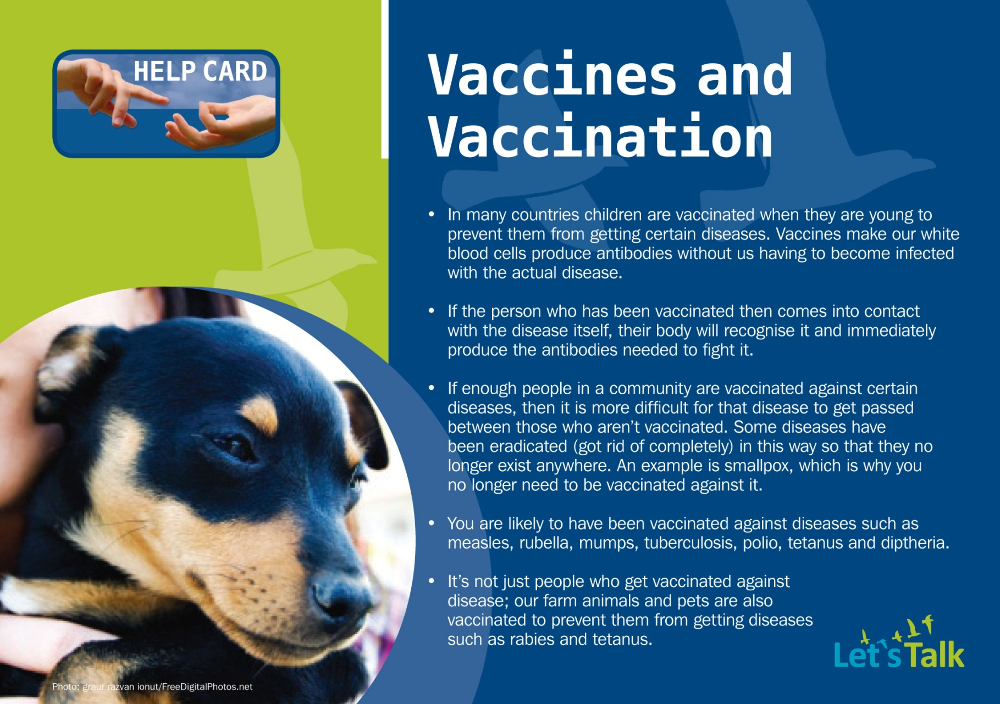 HELP CARD
Vaccines and
Vaccination
• In many countries children are vaccinated when they are young to
prevent them from getting certain diseases. Vaccines make our white
blood cells produce antibodies without us having to become infected
with the actual disease.
• If the person who has been vaccinated then comes into contact
with the disease itself, their body will recognise it and immediately
produce the antibodies needed to fight it.
• If enough people in a community are vaccinated against certain
diseases, then it is more difficult for that disease to get passed
between those who aren't vaccinated. Some diseases have
been eradicated (got rid of completely) in this way so that they no
longer exist anywhere. An example is smallpox, which is why you
no longer need to be vaccinated against it.
• You are likely to have been vaccinated against diseases such as
measles, rubella, mumps, tuberculosis, polio, tetanus and diptheria.
• It's not just people who get vaccinated against
disease; our farm animals and pets are also
vaccinated to prevent them from getting diseases
such as rabies and tetanus.
Let's Talk
Photo: graur razvan ionut/FreeDigitalPhotos.net